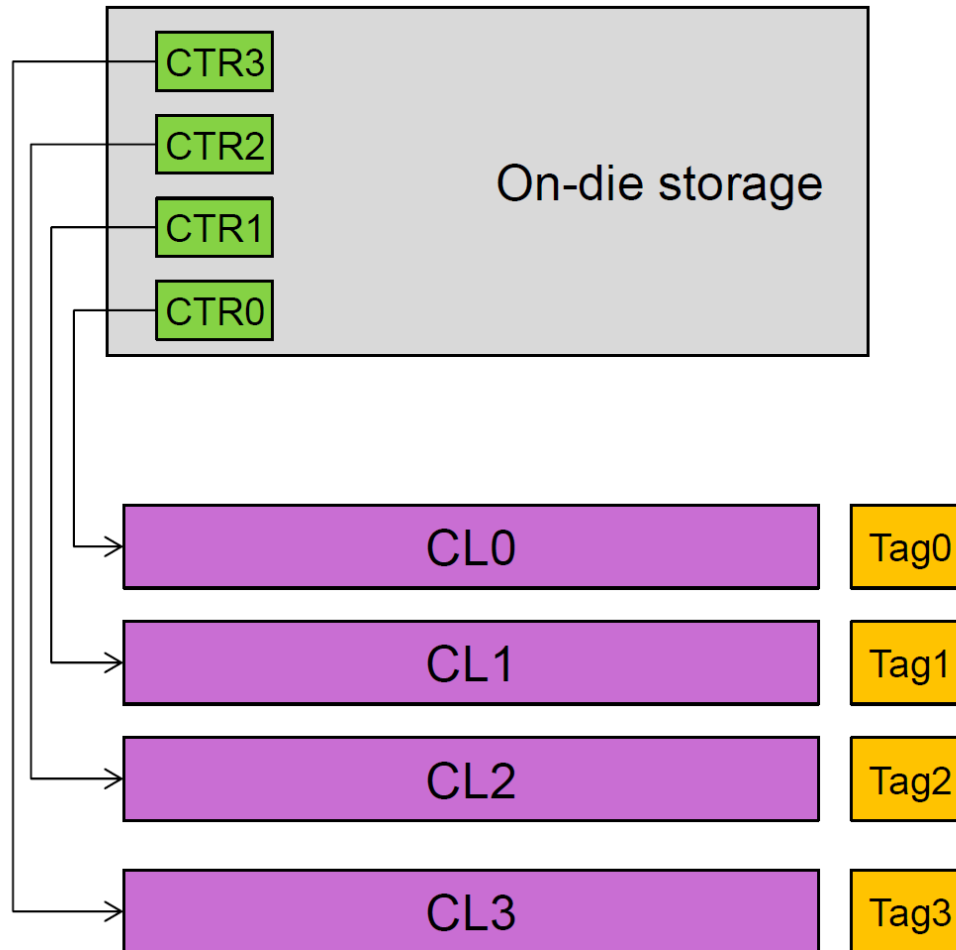 CTR3
CTR2
On-die storage
CTR1
CTR0
CL0 Tag0
CL1 Tag1
CL2 Tag2
CL3 Tag3